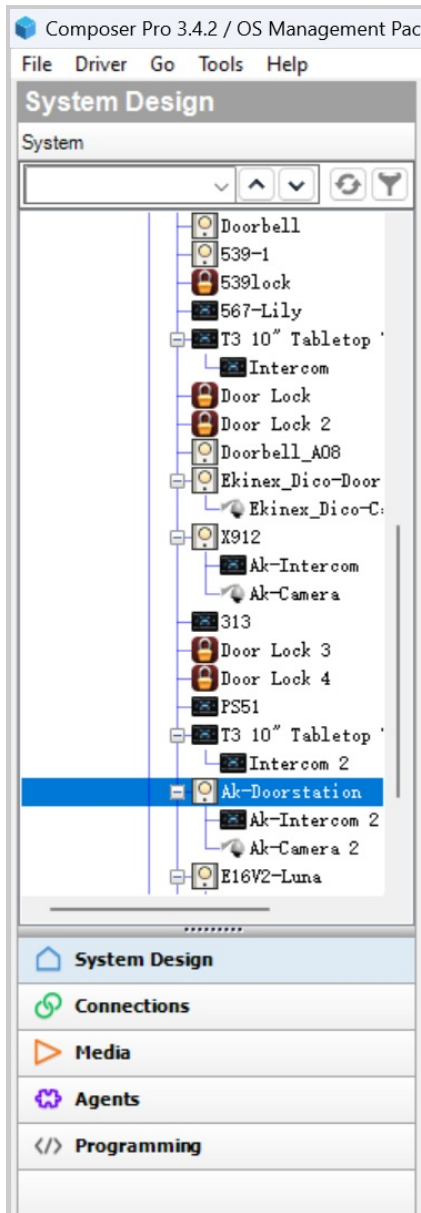 Composer Pro 3.4.2 / OS Management Pac
File Driver Go Tools Help
System Design
System
Doorbell
539-1
539lock
567-Lily
T3 10" Tabletop
Intercom
Door Lock
Door Lock 2
Doorbell_A08
Ekinex_Dico-Door
Ekinex_Dico-Ca
X912
Ak-Intercom
Ak-Camera
313
Door Lock 3
Door Lock 4
PS51
T3 10" Tabletop
Intercom 2
Ak-Doorstation
Ak-Intercom 2
Ak-Camera 2
E16V2-Luna
System Design
Connections
Media
Agents
Programming